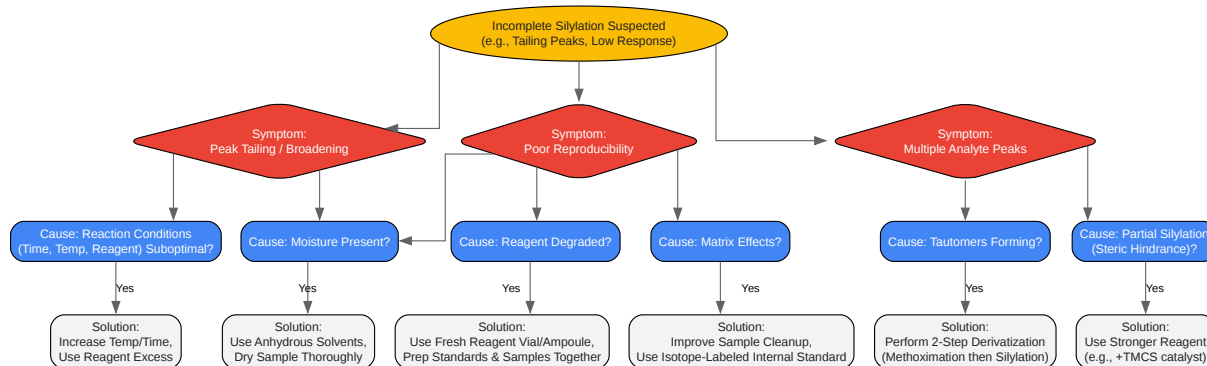 Incomplete Silylation Suspected
(e.g., Tailing Peaks, Low Response)
Symptom:
Peak Tailing / Broadening
Symptom:
Poor Reproducibility
Symptom:
Multiple Analyte Peaks
Cause: Reaction Conditions
(Time, Temp, Reagent) Suboptimal?
Cause: Moisture Present?
Cause: Reagent Degraded?
Cause: Matrix Effects?
Cause: Tautomers Forming?
Cause: Partial Silylation
(Steric Hindrance)?
Yes
Yes
Yes
Yes
Yes
Yes
Solution:
Increase Temp/Time,
Use Reagent Excess
Solution:
Use Anhydrous Solvents,
Dry Sample Thoroughly
Solution:
Use Fresh Reagent Vial/Ampoule,
Prep Standards & Samples Together
Solution:
Improve Sample Cleanup,
Use Isotope-Labeled Internal Standard
Solution:
Perform 2-Step Derivatization
(Methoximation then Silylation)
Solution:
Use Stronger Reagent
(e.g., +TMCS catalyst)